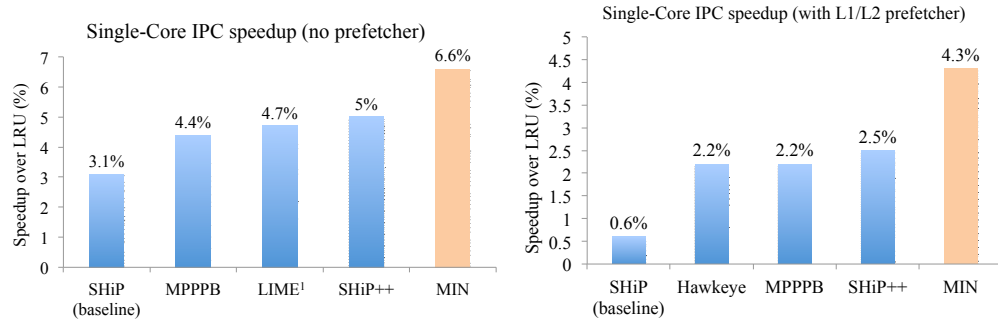 Single-Core IPC speedup (no prefetcher)
Speedup over LRU (%)
7
6
5
4
3
2
1
0
3.1%
4.4%
4.7%
5%
6.6%
SHiP
(baseline)
MPPPB
LIME¹
SHiP++
MIN
Single-Core IPC speedup (with L1/L2 prefetcher)
Speedup over LRU (%)
5
4.5
4
3.5
3
2.5
2
1.5
1
0.5
0
0.6%
2.2%
2.2%
2.5%
4.3%
SHiP
(baseline)
Hawkeye
MPPPB
SHiP++
MIN